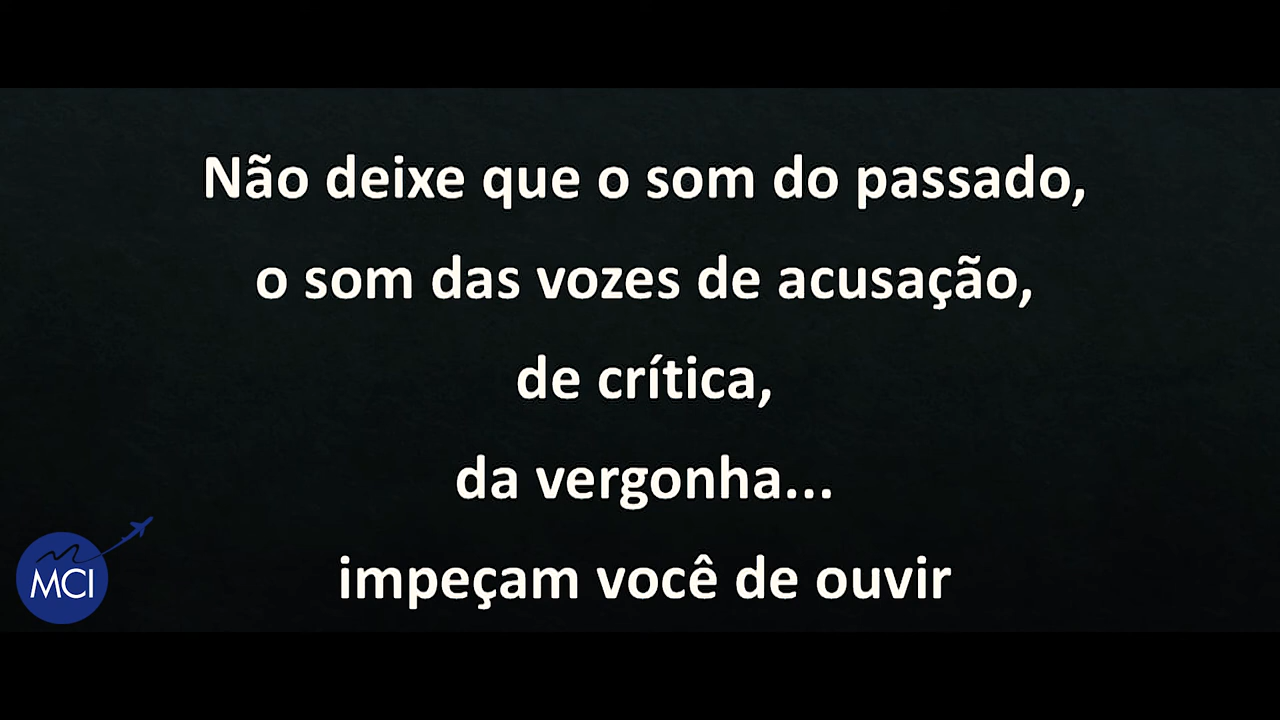 Não deixe que o som do passado,
o som das vozes de acusação,
de crítica,
da vergonha...
impeçam você de ouvir
MCI